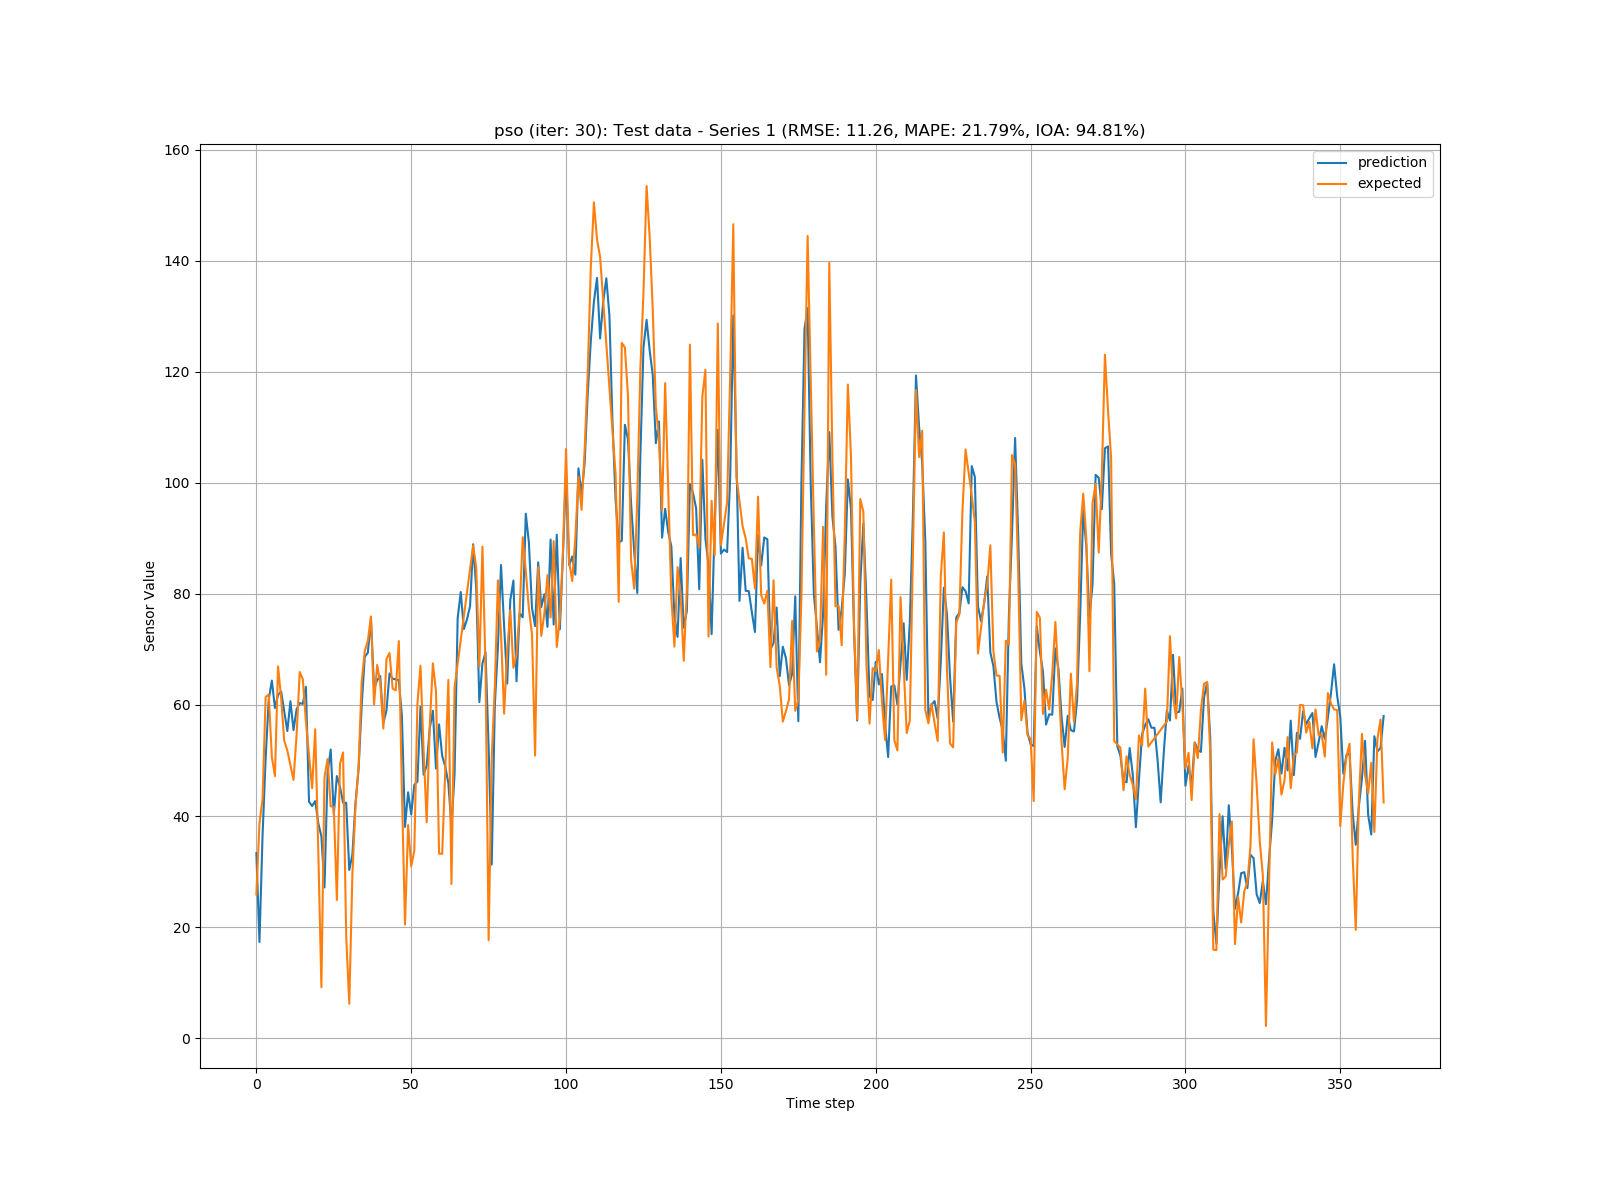 pso (iter: 30): Test data - Series 1 (RMSE: 11.26, MAPE: 21.79%, IOA: 94.81%)
prediction
expected
160
140
120
100
80
60
40
20
0
Sensor Value
0 50 100 150 200 250 300 350
Time step